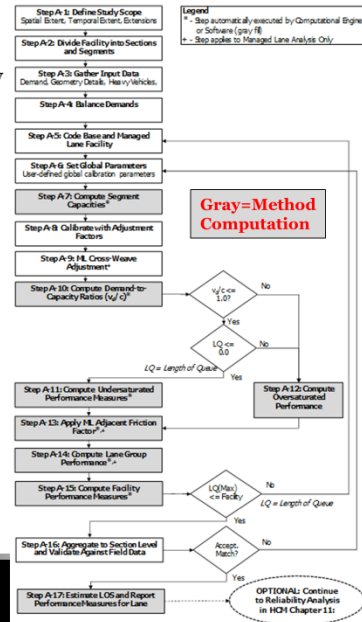 Step A-1: Define Study Scope
Spatial Extent, Temporal Extent, Extensions
Legend
* - Step automatically executed by Computational Engine
or Software (gray fill)
+ - Step applies to Managed Lane Analysis Only
Step A-2: Divide Facility into Sections
and Segments
Step A-3: Gather Input Data
Demand, Geometry Details, Heavy Vehicles,
Step A-4: Balance Demands
Step A-5: Code Base and Managed
Lane Facility
Step A-6: Set Global Parameters
User-defined global calibration parameters
Step A-7: Compute Segment
Capacities*
Gray=Method
Computation
Step A-8: Calibrate with Adjustment
Factors
Step A-9: ML Cross-Weave
Adjustment+
Step A-10: Compute Demand-to-
Capacity Ratios (vd/c)*
vd/c <=
1.0?
No
Yes
LQ <=
0.0
No
LQ = Length of Queue
Yes
Step A-11: Compute Undersaturated
Performance Measures*
Step A-12: Compute
Oversaturated
Performance
Step A-13: Apply ML Adjacent Friction
Factor*,+
Step A-14: Compute Lane Group
Performance*,+
Step A-15: Compute Facility
Performance Measures*
LQ(Max)
<= Facility
No
LQ = Length of Queue
Yes
Step A-16: Aggregate to Section Level
and Validate Against Field Data
Accept.
Match?
No
Yes
Step A-17: Estimate LOS and Report
Performance Measures for Lane
OPTIONAL: Continue
to Reliability Analysis
in HCM Chapter 11: